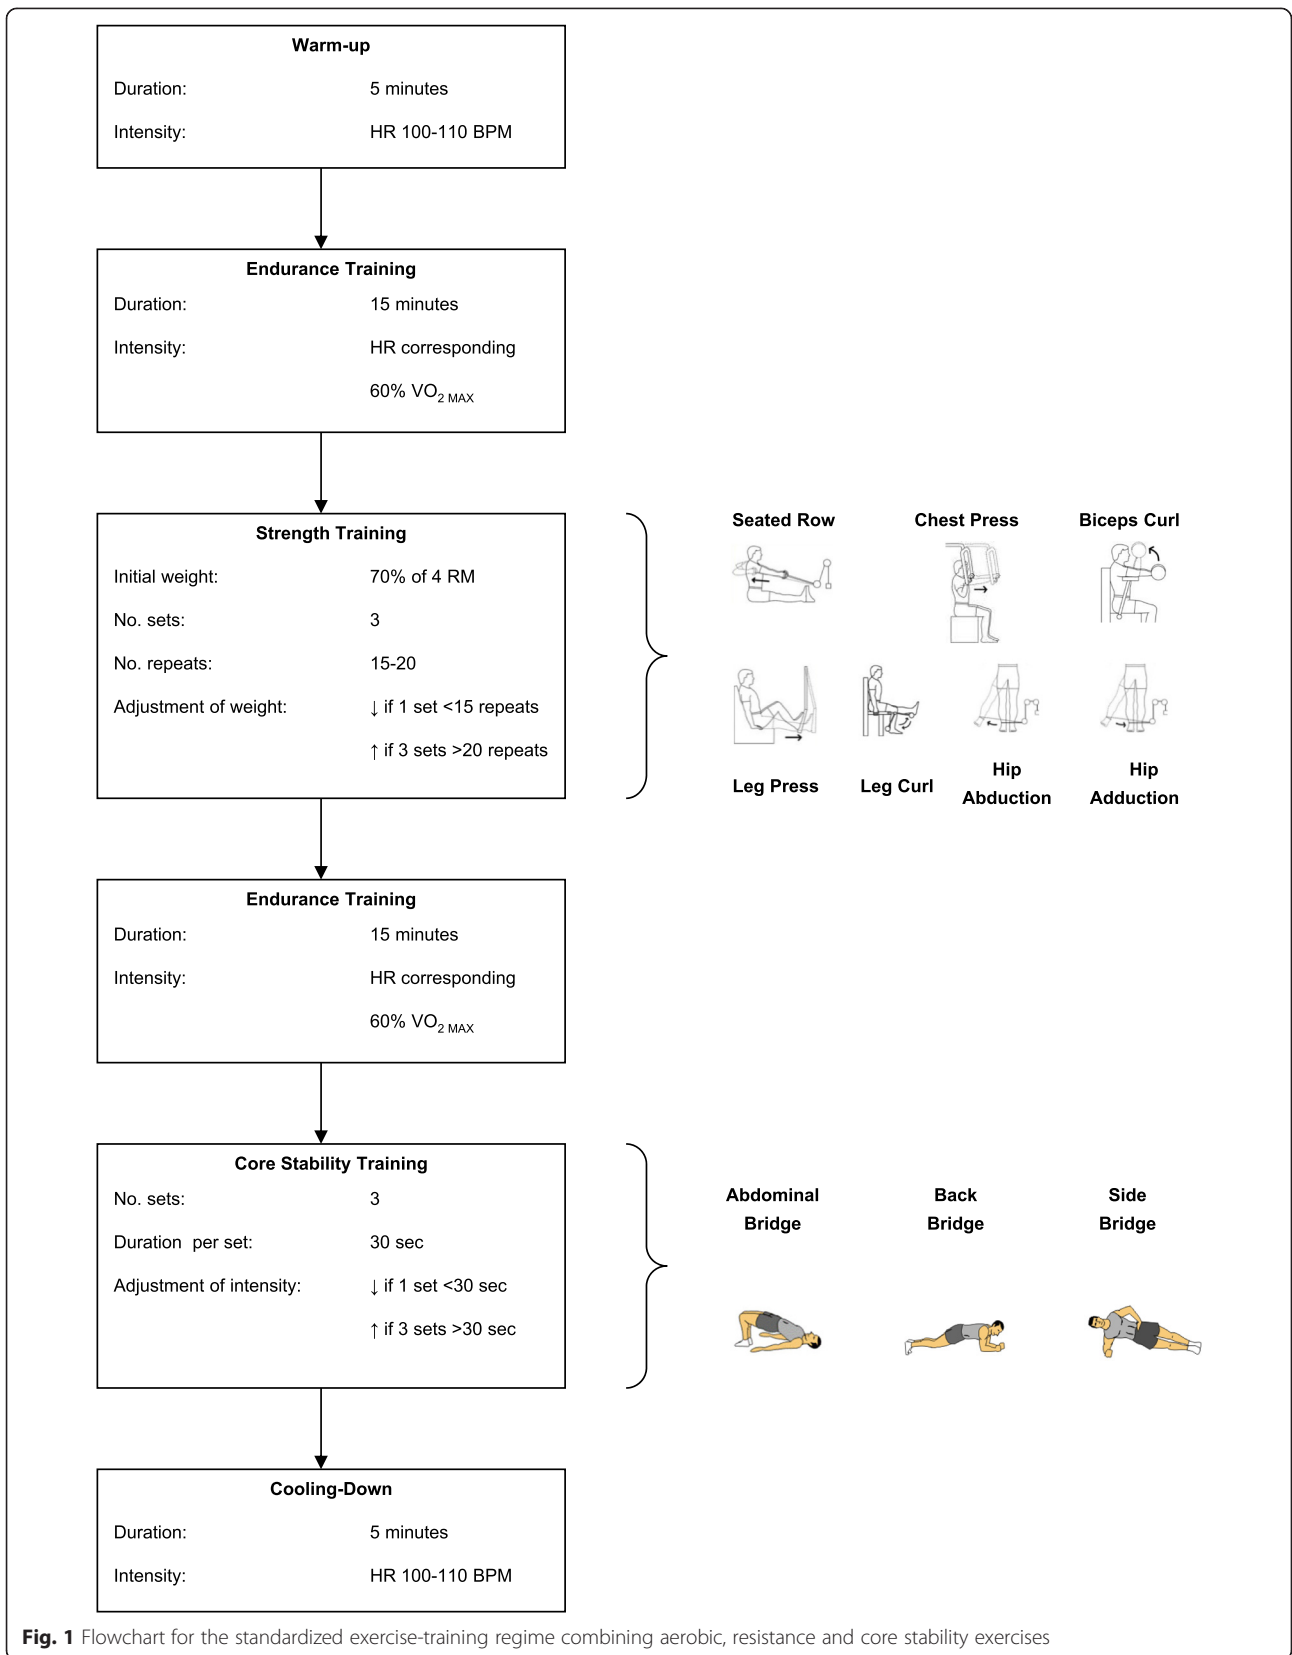 Warm-up
Duration: 5 minutes
Intensity: HR 100-110 BPM
Endurance Training
Duration: 15 minutes
Intensity: HR corresponding
60% VO2 MAX
Strength Training
Initial weight: 70% of 4 RM
No. sets: 3
No. repeats: 15-20
Adjustment of weight: ↓ if 1 set <15 repeats
↑ if 3 sets >20 repeats
Seated Row Chest Press Biceps Curl
Leg Press Leg Curl Hip Abduction Hip Adduction
Endurance Training
Duration: 15 minutes
Intensity: HR corresponding
60% VO2 MAX
Core Stability Training
No. sets: 3
Duration per set: 30 sec
Adjustment of intensity: ↓ if 1 set <30 sec
↑ if 3 sets >30 sec
Abdominal Back Side
Bridge Bridge Bridge
Cooling-Down
Duration: 5 minutes
Intensity: HR 100-110 BPM
Fig. 1 Flowchart for the standardized exercise-training regime combining aerobic, resistance and core stability exercises